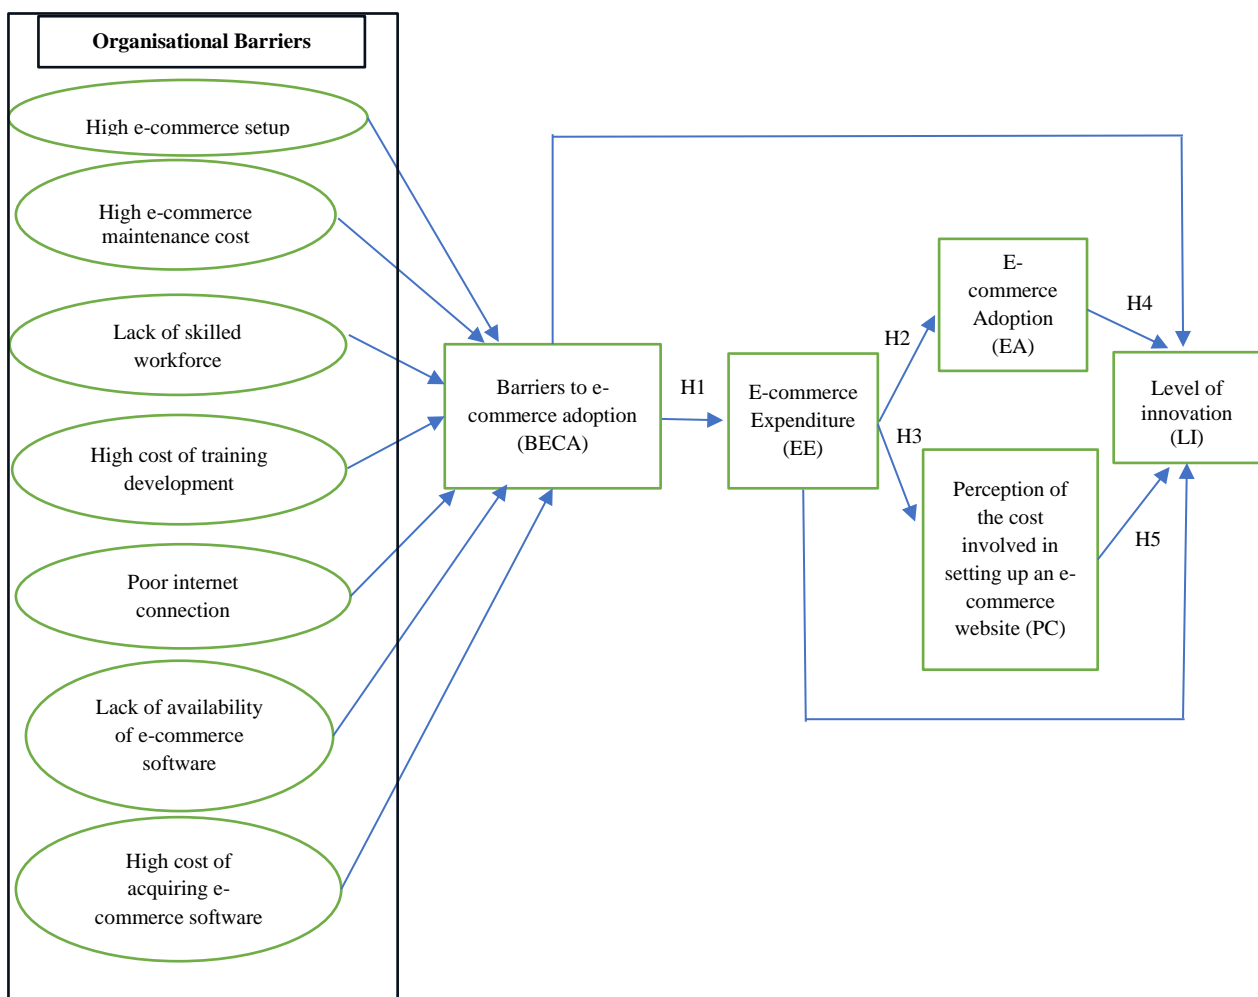 Organisational Barriers
High e-commerce setup
High e-commerce
maintenance cost
Lack of skilled
workforce
High cost of training
development
Poor internet
connection
Lack of availability
of e-commerce
software
High cost of
acquiring e-
commerce software
Barriers to e-
commerce adoption
(BECA)
H1
E-commerce
Expenditure
(EE)
H2
H3
E-
commerce
Adoption
(EA)
Perception of
the cost
involved in
setting up an e-
commerce
website (PC)
H4
H5
Level of
innovation
(LI)